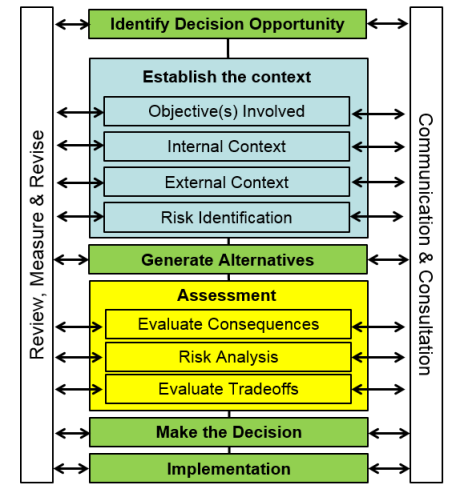 Identify Decision Opportunity
Establish the context
Objective(s) Involved
Internal Context
External Context
Risk Identification
Generate Alternatives
Assessment
Evaluate Consequences
Risk Analysis
Evaluate Tradeoffs
Make the Decision
Implementation
Review, Measure & Revise
Communication & Consultation